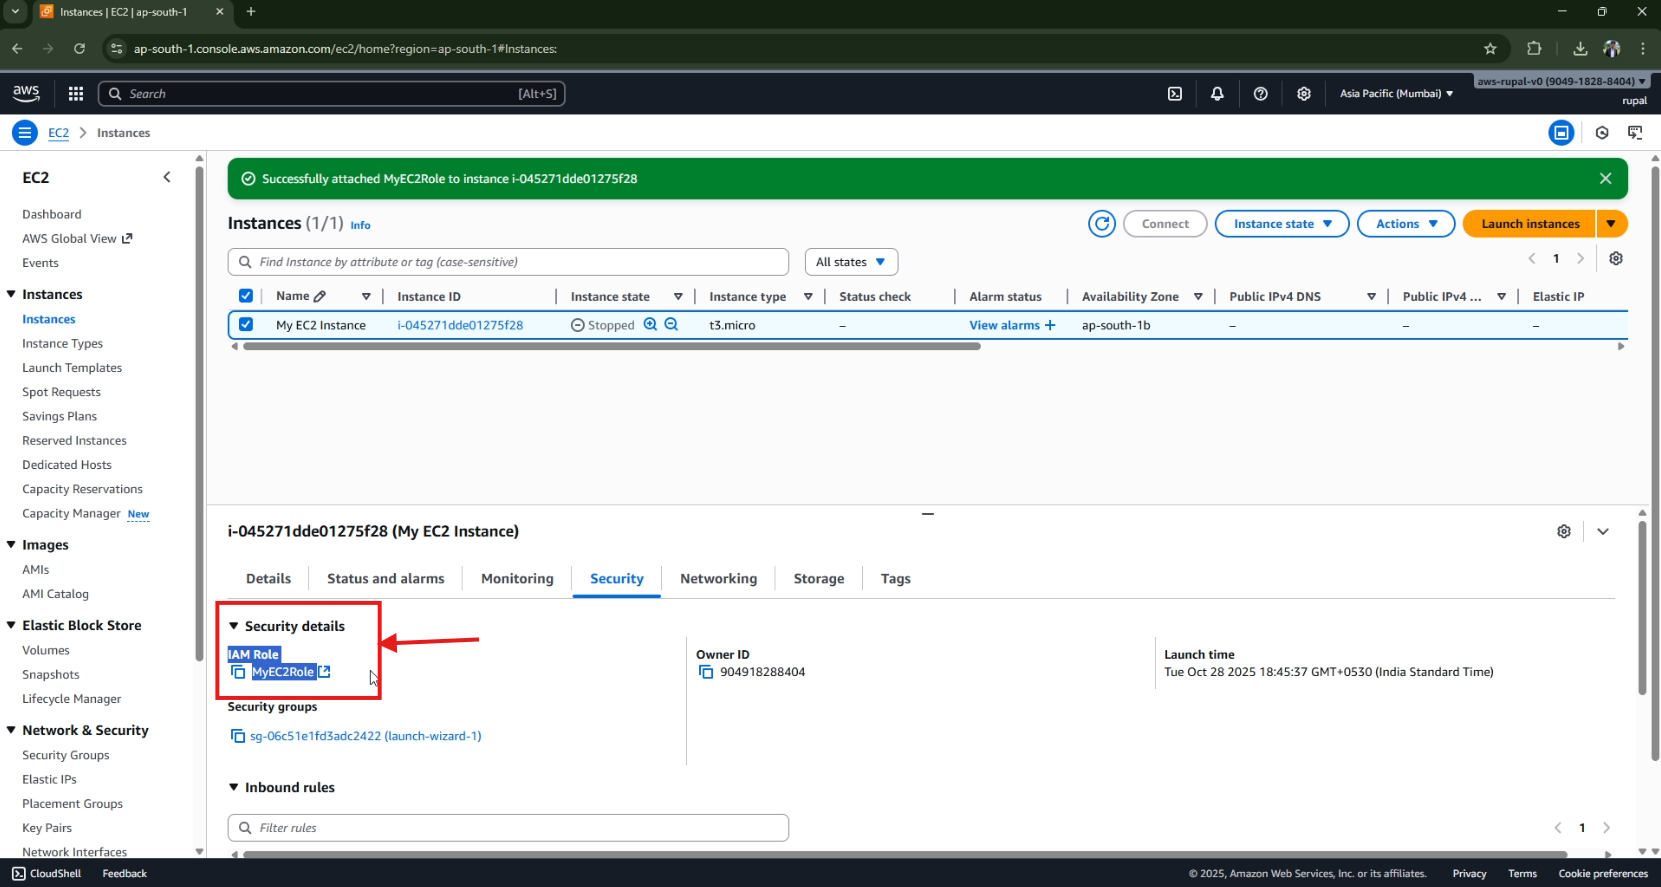 Instances | EC2 | ap-south-1
ap-south-1.console.aws.amazon.com/ec2/home?region=ap-south-1#Instances:
aws
Search [Alt+S]
Asia Pacific (Mumbai)
aws-rupal-v0 (9049-1828-8404)
rupal
EC2 > Instances
EC2
Dashboard
AWS Global View
Events
Instances
Instances
Instance Types
Launch Templates
Spot Requests
Savings Plans
Reserved Instances
Dedicated Hosts
Capacity Reservations
Capacity Manager New
Images
AMIs
AMI Catalog
Elastic Block Store
Volumes
Snapshots
Lifecycle Manager
Network & Security
Security Groups
Elastic IPs
Placement Groups
Key Pairs
Network Interfaces
Successfully attached MyEC2Role to instance i-045271dde01275f28
Instances (1/1) Info
Connect
Instance state
Actions
Launch instances
Find Instance by attribute or tag (case-sensitive)
All states
1
Name Instance ID Instance state Instance type Status check Alarm status Availability Zone Public IPv4 DNS Public IPv4 ... Elastic IP
My EC2 Instance i-045271dde01275f28 Stopped t3.micro – View alarms + ap-south-1b – – –
i-045271dde01275f28 (My EC2 Instance)
Details Status and alarms Monitoring Security Networking Storage Tags
Security details
IAM Role
MyEC2Role
Owner ID
904918288404
Launch time
Tue Oct 28 2025 18:45:37 GMT+0530 (India Standard Time)
Security groups
sg-06c51e1fd3adc2422 (launch-wizard-1)
Inbound rules
Filter rules
1
CloudShell Feedback
© 2025, Amazon Web Services, Inc. or its affiliates. Privacy Terms Cookie preferences